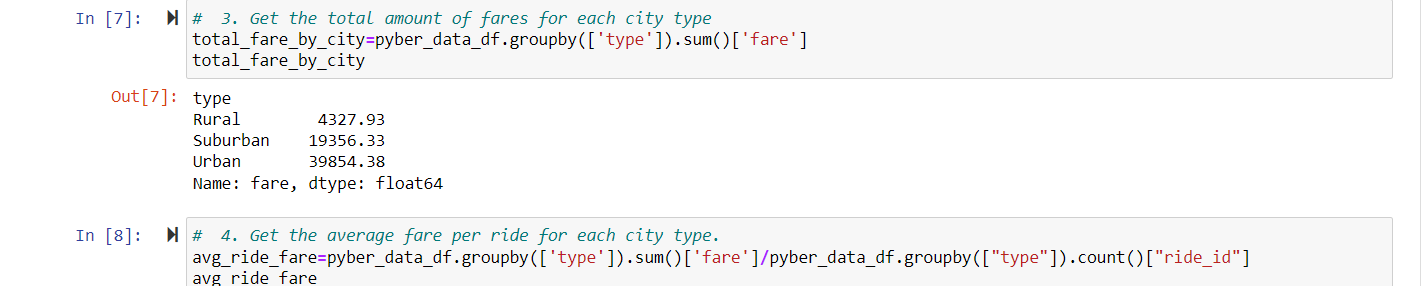 In [7]: # 3. Get the total amount of fares for each city type
total_fare_by_city=pyber_data_df.groupby(['type']).sum()['fare']
total_fare_by_city
Out[7]: type
Rural 4327.93
Suburban 19356.33
Urban 39854.38
Name: fare, dtype: float64
In [8]: # 4. Get the average fare per ride for each city type.
avg_ride_fare=pyber_data_df.groupby(['type']).sum()['fare']/pyber_data_df.groupby(["type"]).count()["ride_id"]
avg_ride_fare